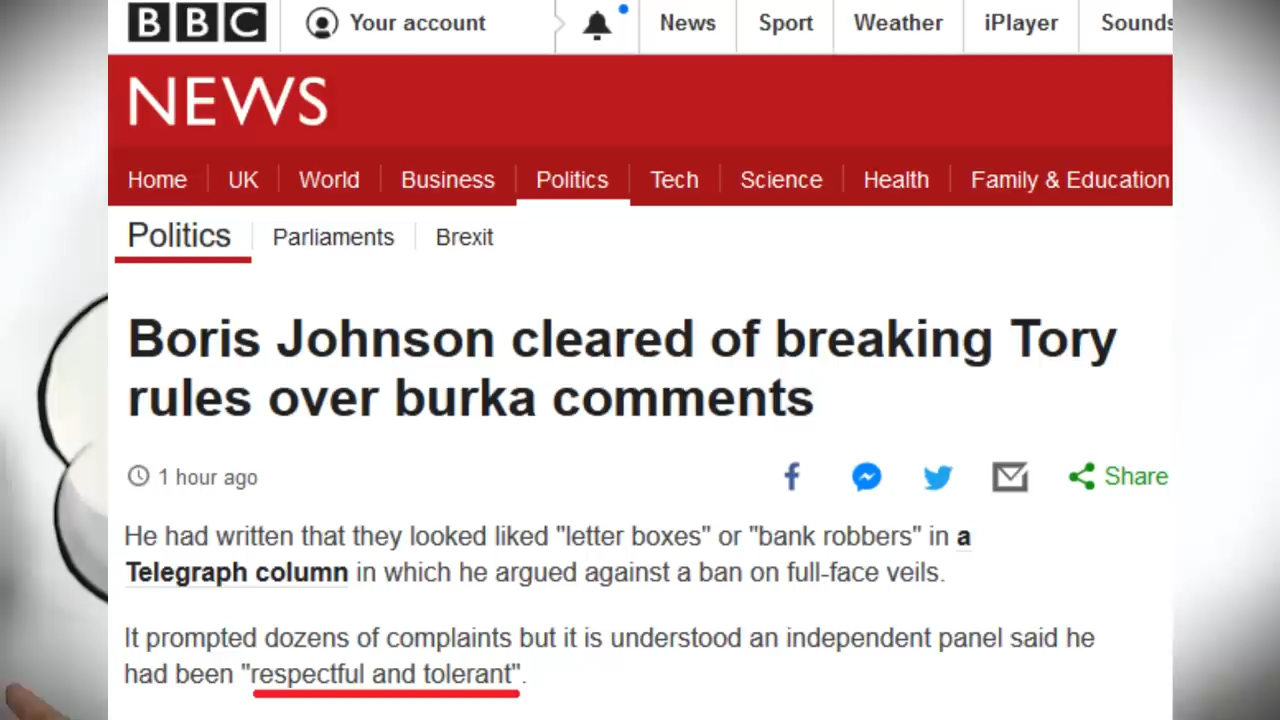 BBC Your account News Sport Weather iPlayer Sounds
NEWS
Home UK World Business Politics Tech Science Health Family & Education
Politics Parliaments Brexit
Boris Johnson cleared of breaking Tory
rules over burka comments
1 hour ago Share
He had written that they looked liked "letter boxes" or "bank robbers" in a
Telegraph column in which he argued against a ban on full-face veils.
It prompted dozens of complaints but it is understood an independent panel said he
had been "respectful and tolerant".